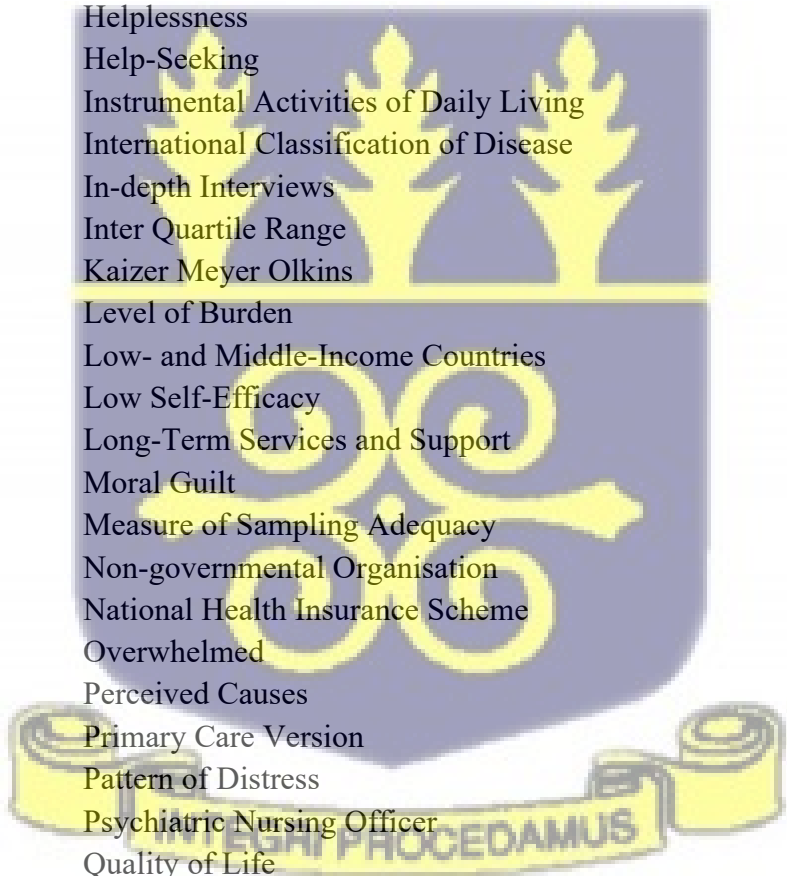 Helplessness
Help-Seeking
Instrumental Activities of Daily Living
International Classification of Disease
In-depth Interviews
Inter Quartile Range
Kaizer Meyer Olkins
Level of Burden
Low- and Middle-Income Countries
Low Self-Efficacy
Long-Term Services and Support
Moral Guilt
Measure of Sampling Adequacy
Non-governmental Organisation
National Health Insurance Scheme
Overwhelmed
Perceived Causes
Primary Care Version
Pattern of Distress
Psychiatric Nursing Officer
INTEGRI PROCEDAMUS
Quality of Life